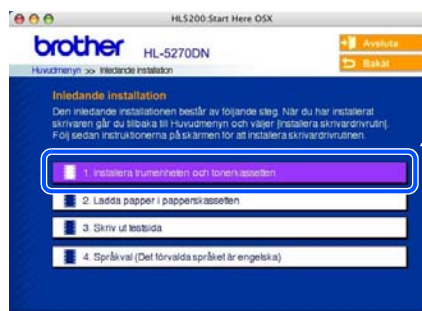 HL5200:Start Here OSX
brother HL-5270DN
Avsluta
Bakåt
Huvudmenyn >> Inledande installation
Inledande installation
Den inledande installationen består av följande steg. När du har installerat
skrivaren går du tillbaka till Huvudmenyn och väljer [Installera skrivardrivrutin].
Följ sedan instruktionerna på skärmen för att installera skrivardrivrutinen.
1. Installera trumenheten och tonerkassetten
2. Ladda papper i papperskassetten
3. Skriv ut testsida
4. Språkval (Det förvalda språket är engelska)